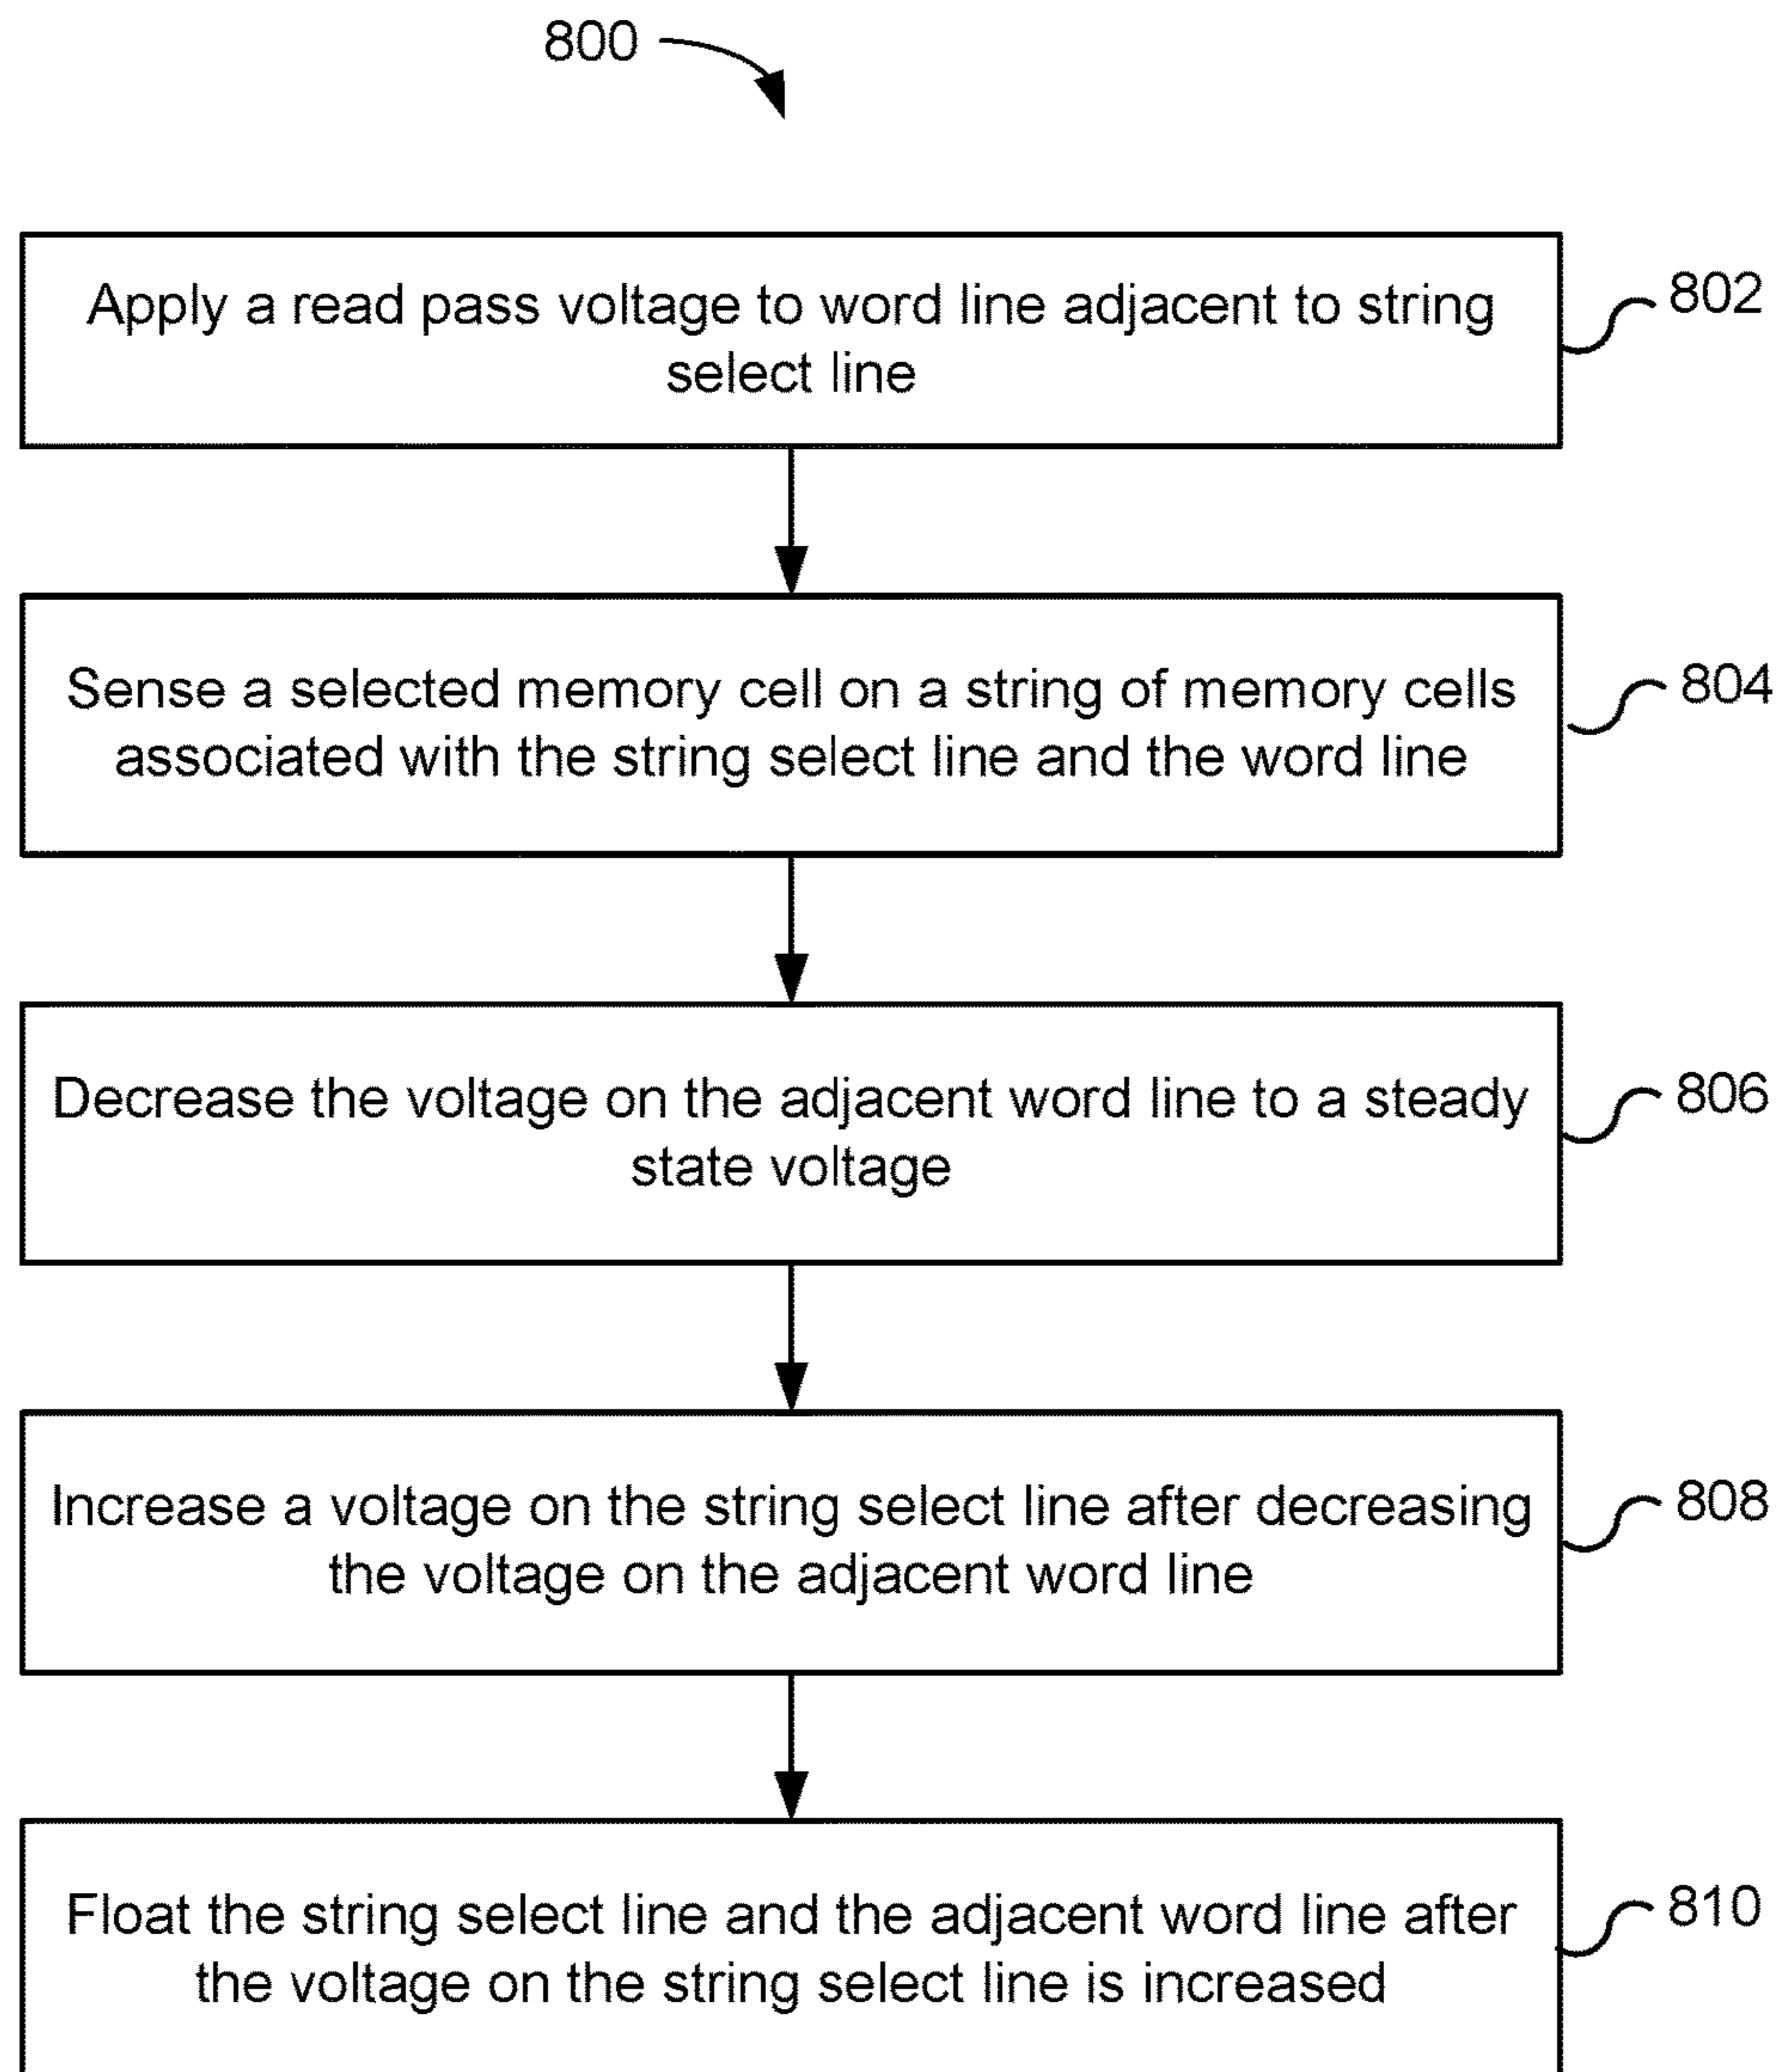 800
Apply a read pass voltage to word line adjacent to string
select line
802
Sense a selected memory cell on a string of memory cells
associated with the string select line and the word line
804
Decrease the voltage on the adjacent word line to a steady
state voltage
806
Increase a voltage on the string select line after decreasing
the voltage on the adjacent word line
808
Float the string select line and the adjacent word line after
the voltage on the string select line is increased
810